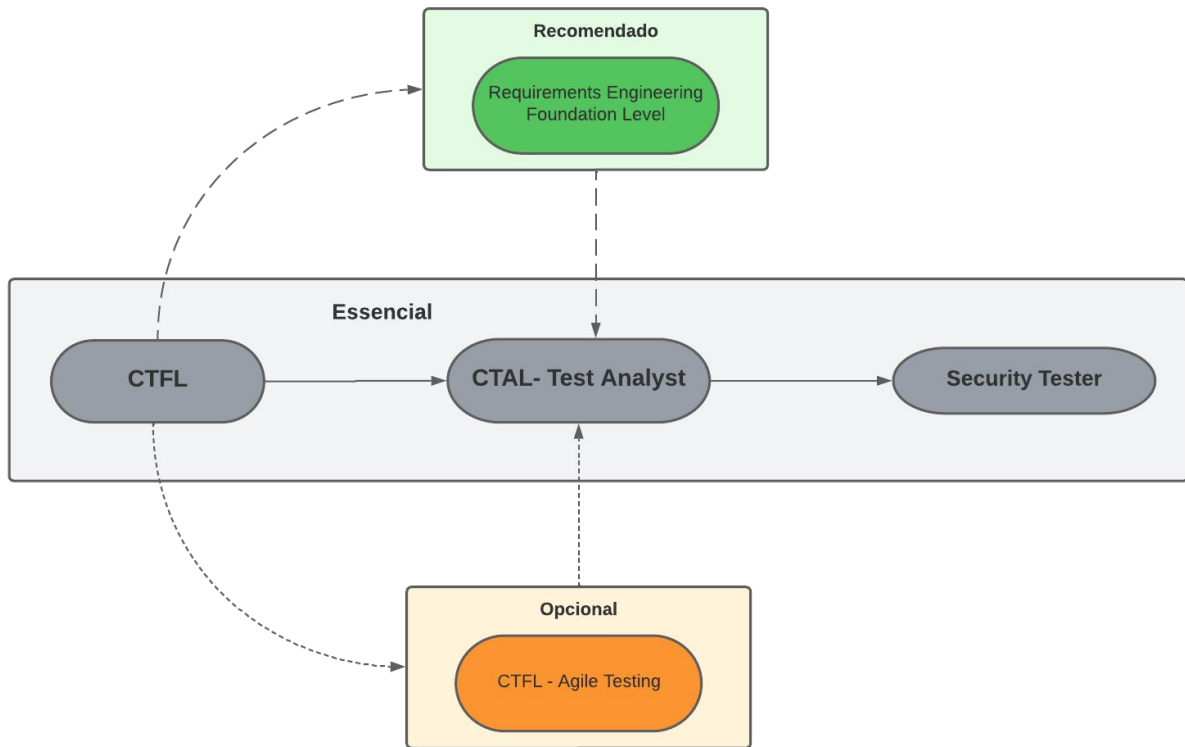 Recomendado
Requirements Engineering
Foundation Level
Essencial
CTFL
CTAL- Test Analyst
Security Tester
Opcional
CTFL - Agile Testing